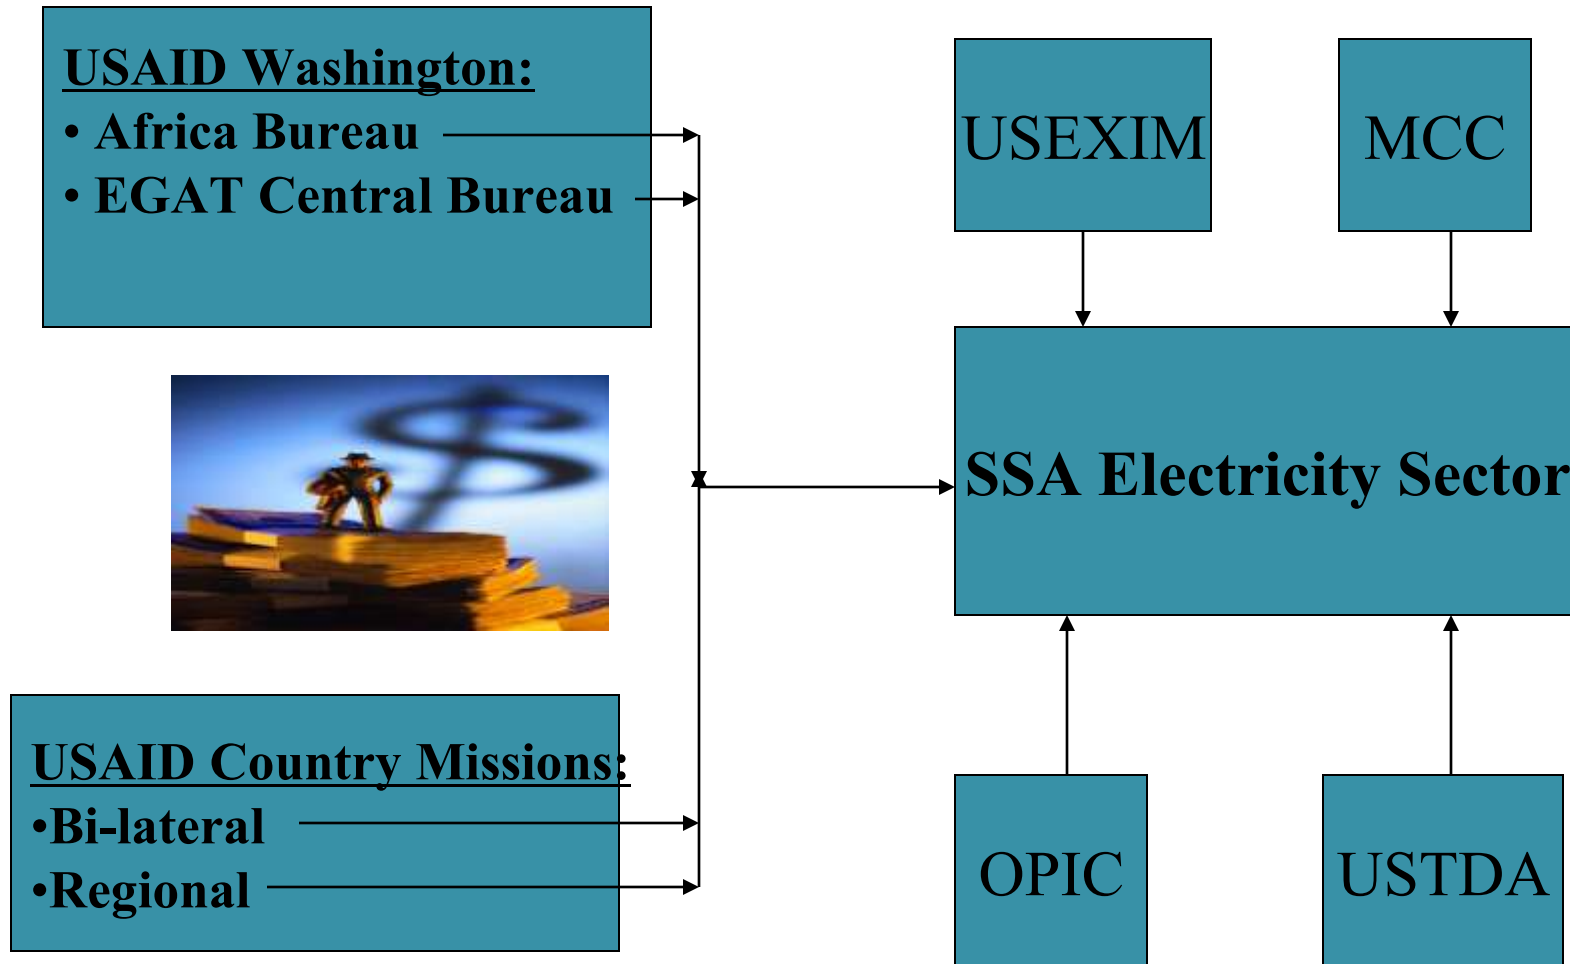 USAID Washington:
• Africa Bureau
• EGAT Central Bureau
USEXIM
MCC
SSA Electricity Sector
USAID Country Missions:
•Bi-lateral
•Regional
OPIC
USTDA